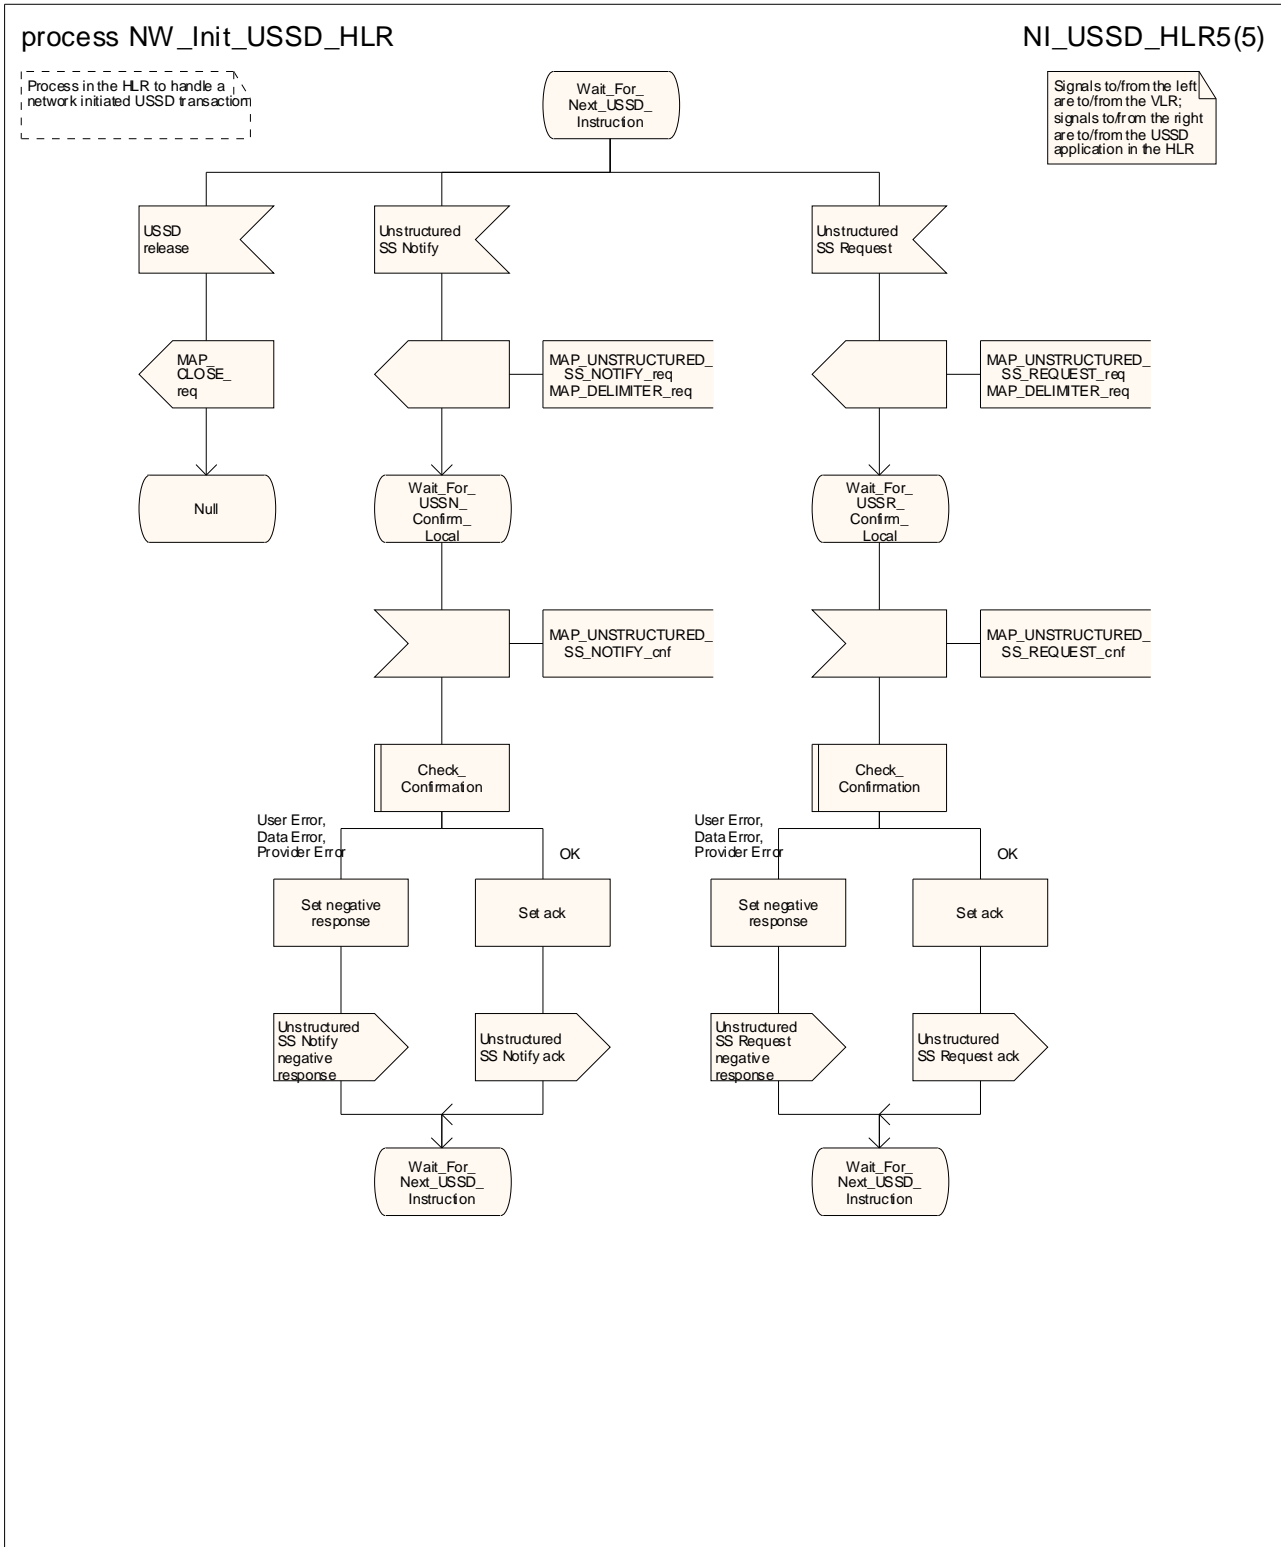 process NW_Init_USSD_HLR
NI_USSD_HLR5(5)
Process in the HLR to handle a
network initiated USSD transaction
Wait_For_
Next_USSD_
Instruction
Signals to/from the left
are to/from the VLR;
signals to/from the right
are to/from the USSD
application in the HLR
USSD
release
Unstructured
SS Notify
Unstructured
SS Request
MAP_
CLOSE_
req
MAP_UNSTRUCTURED_
SS_NOTIFY_req
MAP_DELIMITER_req
MAP_UNSTRUCTURED_
SS_REQUEST_req
MAP_DELIMITER_req
Null
Wait_For_
USSN_
Confirm_
Local
Wait_For_
USSR_
Confirm_
Local
MAP_UNSTRUCTURED_
SS_NOTIFY_cnf
MAP_UNSTRUCTURED_
SS_REQUEST_cnf
Check_
Confirmation
Check_
Confirmation
User Error,
Data Error,
Provider Error
OK
User Error,
Data Error,
Provider Error
OK
Set negative
response
Set ack
Set negative
response
Set ack
Unstructured
SS Notify
negative
response
Unstructured
SS Notify ack
Unstructured
SS Request
negative
response
Unstructured
SS Request ack
Wait_For_
Next_USSD_
Instruction
Wait_For_
Next_USSD_
Instruction